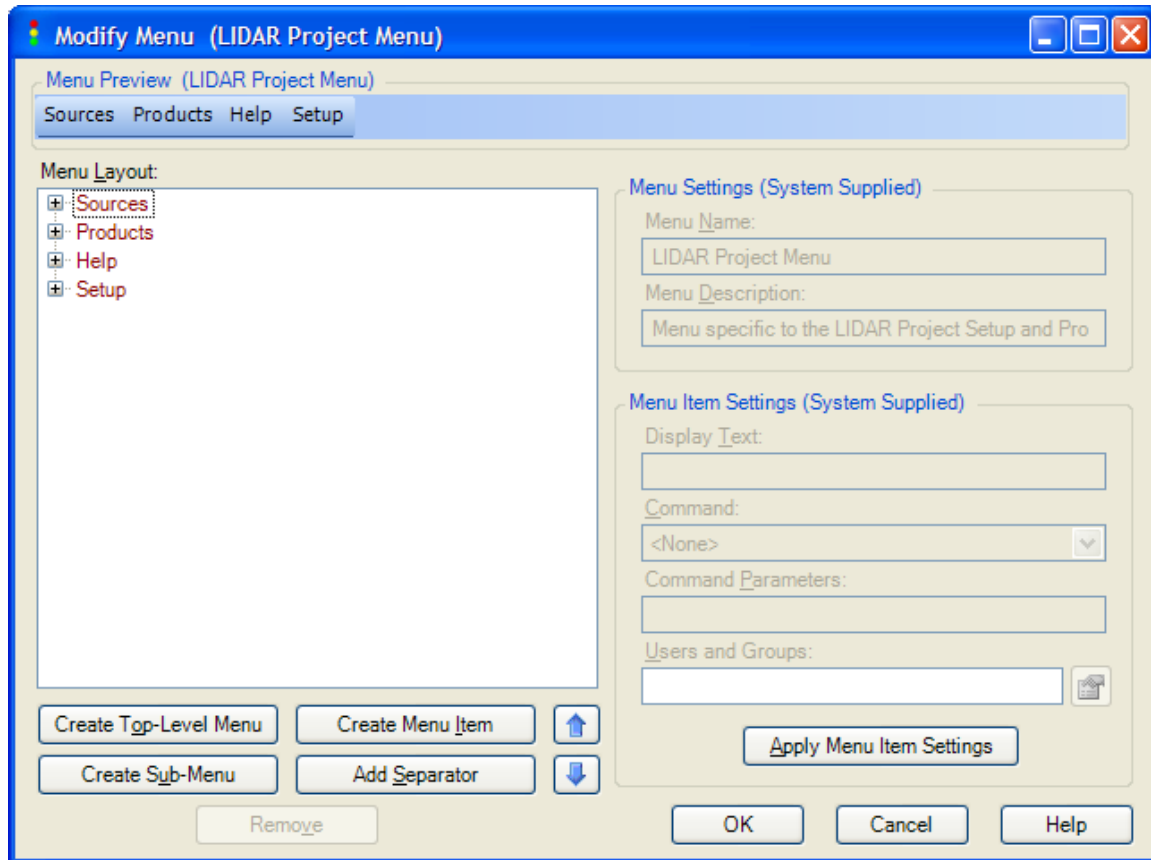 Modify Menu (LIDAR Project Menu)
Menu Preview (LIDAR Project Menu)
Sources Products Help Setup
Menu Layout:
Sources
Products
Help
Setup
Menu Settings (System Supplied)
Menu Name:
LIDAR Project Menu
Menu Description:
Menu specific to the LIDAR Project Setup and Pro
Menu Item Settings (System Supplied)
Display Text:
Command:
<None>
Command Parameters:
Users and Groups:
Apply Menu Item Settings
Create Top-Level Menu Create Menu Item
Create Sub-Menu Add Separator
Remove
OK Cancel Help